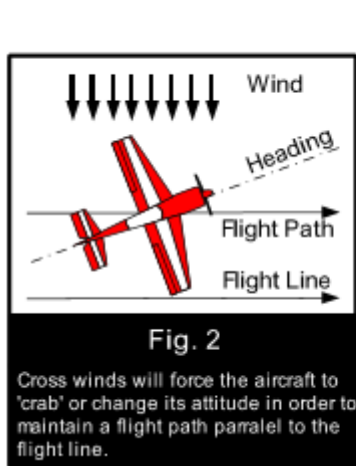 Wind
Heading
Flight Path
Flight Line
Fig. 2
Cross winds will force the aircraft to
'crab' or change its attitude in order to
maintain a flight path parralel to the
flight line.